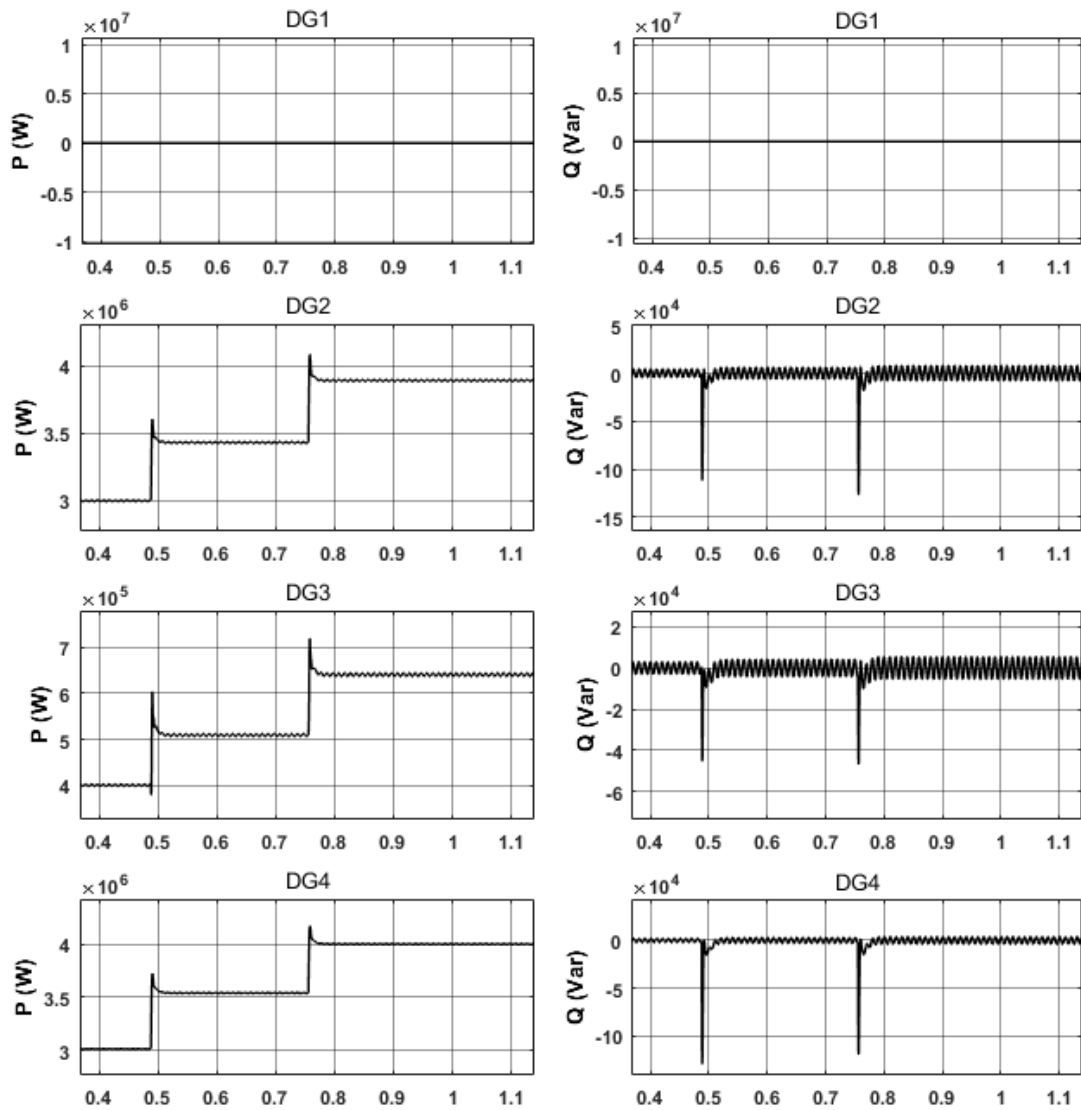 ×10⁷ DG1
1
0.5
P (W)
0
-0.5
-1
0.4 0.5 0.6 0.7 0.8 0.9 1 1.1
×10⁷ DG1
1
0.5
Q (Var)
0
-0.5
-1
0.4 0.5 0.6 0.7 0.8 0.9 1 1.1
×10⁶ DG2
4
P (W)
3.5
3
0.4 0.5 0.6 0.7 0.8 0.9 1 1.1
×10⁴ DG2
5
0
Q (Var)
-5
-10
-15
0.4 0.5 0.6 0.7 0.8 0.9 1 1.1
×10⁵ DG3
7
6
P (W)
5
4
0.4 0.5 0.6 0.7 0.8 0.9 1 1.1
×10⁴ DG3
2
0
Q (Var)
-2
-4
-6
0.4 0.5 0.6 0.7 0.8 0.9 1 1.1
×10⁶ DG4
4
P (W)
3.5
3
0.4 0.5 0.6 0.7 0.8 0.9 1 1.1
×10⁴ DG4
0
Q (Var)
-5
-10
0.4 0.5 0.6 0.7 0.8 0.9 1 1.1